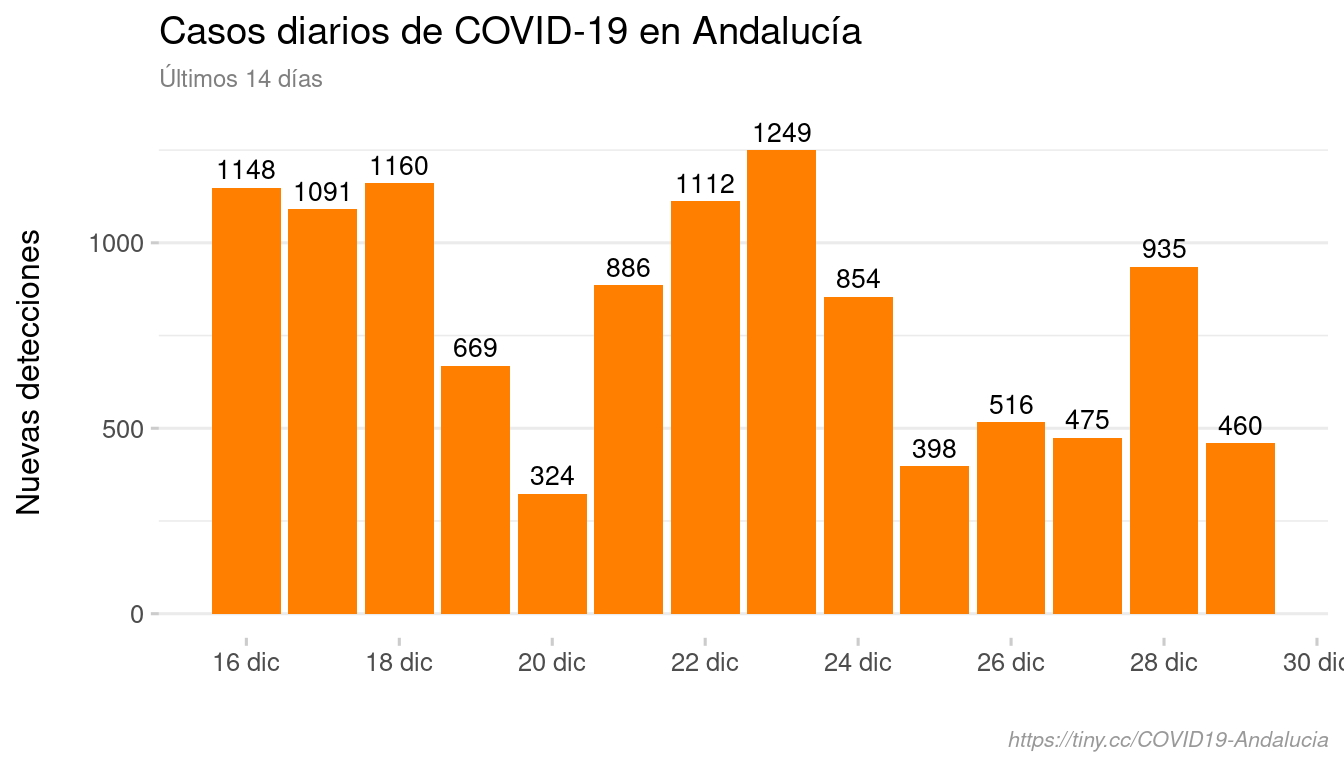 Casos diarios de COVID-19 en Andalucía
Últimos 14 días
Nuevas detecciones
1000
500
0
1148
1091
1160
669
324
886
1112
1249
854
398
516
475
935
460
16 dic
18 dic
20 dic
22 dic
24 dic
26 dic
28 dic
30 dic
https://tiny.cc/COVID19-Andalucia